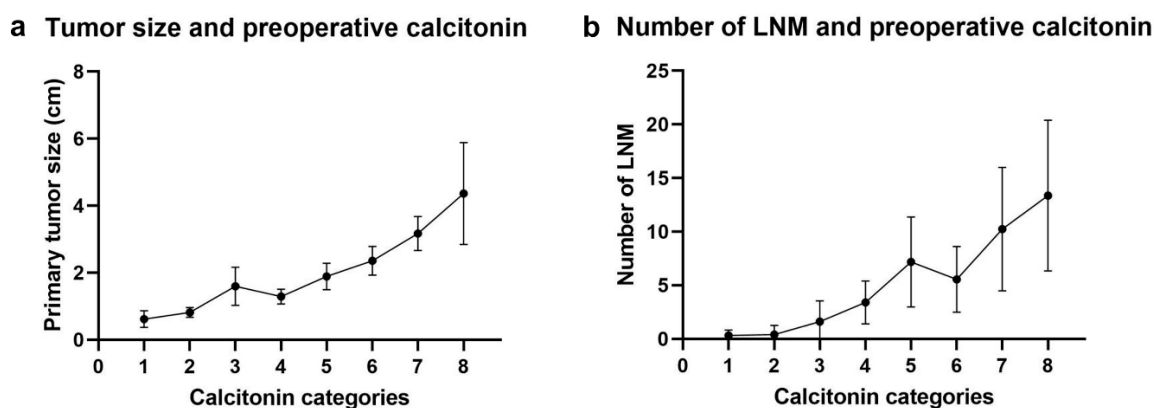 a Tumor size and preoperative calcitonin
8
6
4
2
0
Primary tumor size (cm)
0 1 2 3 4 5 6 7 8
Calcitonin categories
b Number of LNM and preoperative calcitonin
25
20
15
10
5
0
Number of LNM
0 1 2 3 4 5 6 7 8
Calcitonin categories